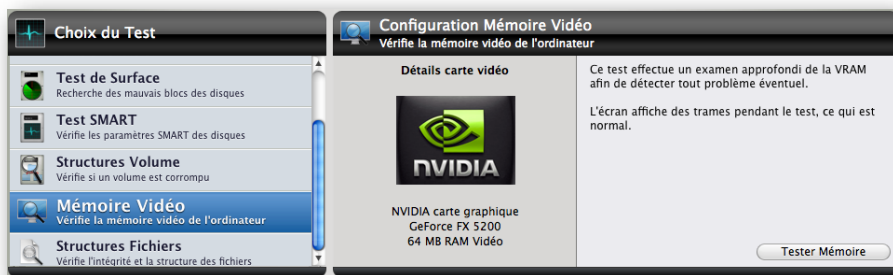 Choix du Test
Test de Surface
Recherche des mauvais blocs des disques
Test SMART
Vérifie les paramètres SMART des disques
Structures Volume
Vérifie si un volume est corrompu
Mémoire Vidéo
Vérifie la mémoire vidéo de l'ordinateur
Structures Fichiers
Vérifie l'intégrité et la structure des fichiers
Configuration Mémoire Vidéo
Vérifie la mémoire vidéo de l'ordinateur
Détails carte vidéo
NVIDIA
NVIDIA carte graphique
GeForce FX 5200
64 MB RAM Vidéo
Ce test effectue un examen approfondi de la VRAM
afin de détecter tout problème éventuel.
L'écran affiche des trames pendant le test, ce qui est
normal.
Tester Mémoire